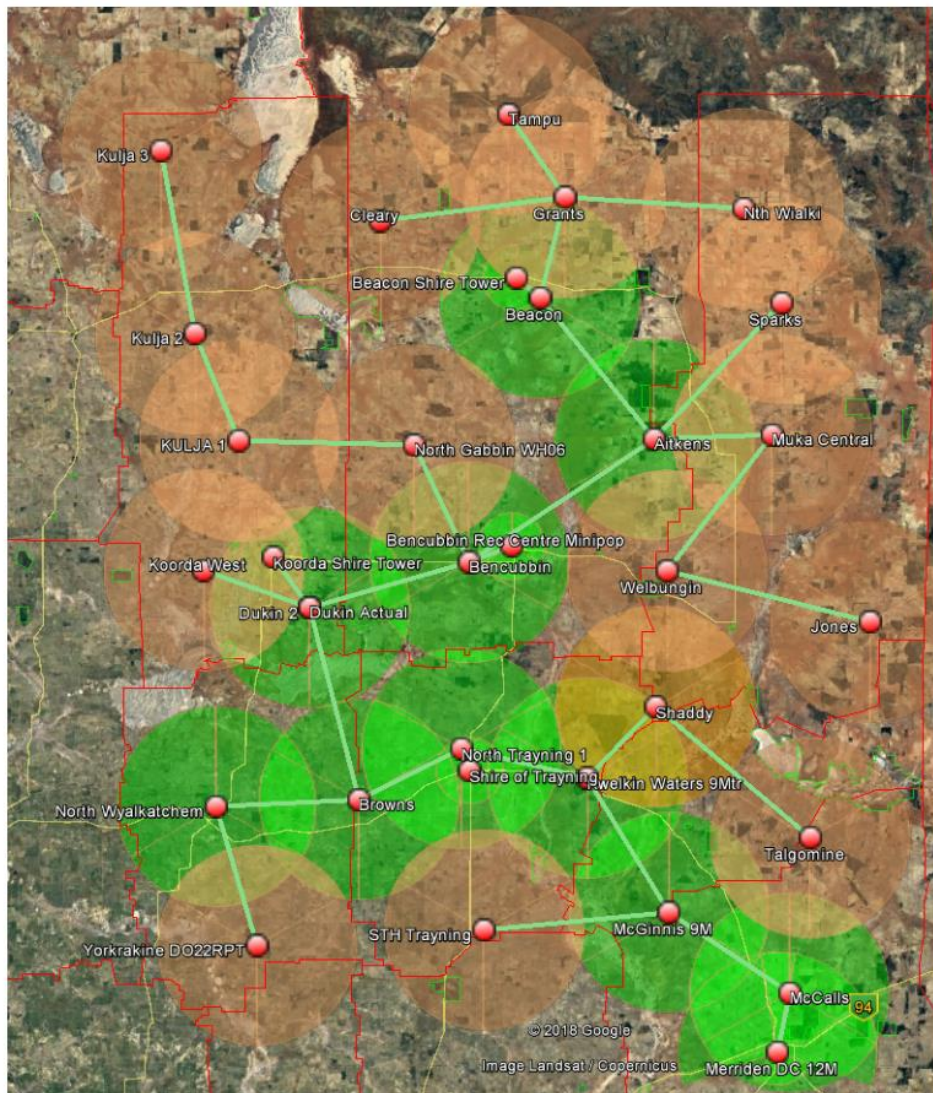 Tampu
Kulja 3
Grants
Nth Wialki
Cleary
Beacon Shire Tower
Beacon
Sparks
Kulja 2
Aitkens
Muka Central
KULJA 1
North Gabbin WH06
Bencubbin Rec Centre Minipop
Koorda West
Koorda Shire Tower
Bencubbin
Welbungin
Dukin 2
Dukin Actual
Jones
Shaddy
North Trayning 1
Shire of Trayning
welkin Waters 9Mtr
North Wyalkatchem
Browns
Talgomine
McGinnis 9M
STH Trayning
Yorkrakine DO22RPT
McCalls
94
© 2018 Google
Image Landsat / Copernicus
Merriden DC 12M